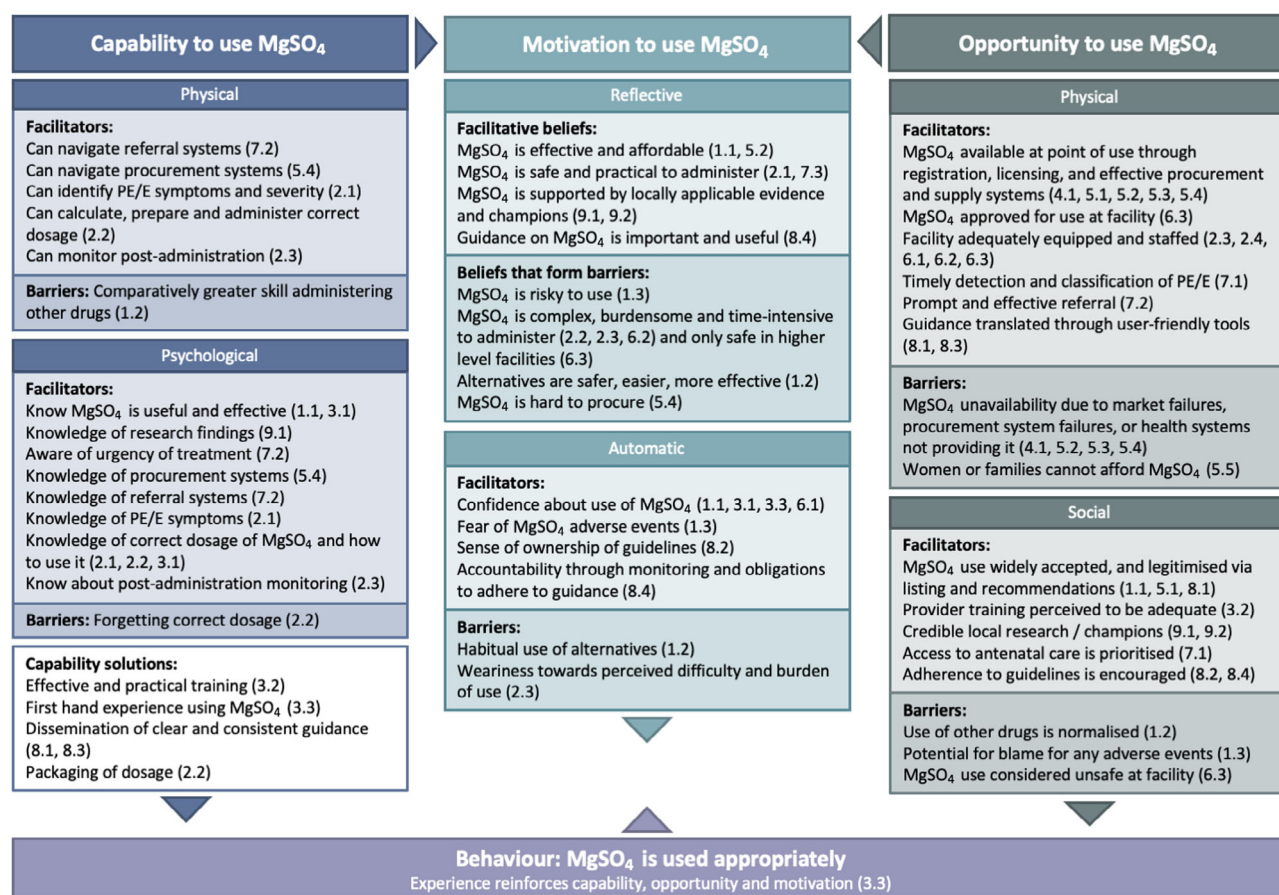 Capability to use MgSO₄
Physical
Facilitators:
Can navigate referral systems (7.2)
Can navigate procurement systems (5.4)
Can identify PE/E symptoms and severity (2.1)
Can calculate, prepare and administer correct
dosage (2.2)
Can monitor post-administration (2.3)
Barriers: Comparatively greater skill administering
other drugs (1.2)
Psychological
Facilitators:
Know MgSO₄ is useful and effective (1.1, 3.1)
Knowledge of research findings (9.1)
Aware of urgency of treatment (7.2)
Knowledge of procurement systems (5.4)
Knowledge of referral systems (7.2)
Knowledge of PE/E symptoms (2.1)
Knowledge of correct dosage of MgSO₄ and how
to use it (2.1, 2.2, 3.1)
Know about post-administration monitoring (2.3)
Barriers: Forgetting correct dosage (2.2)
Capability solutions:
Effective and practical training (3.2)
First hand experience using MgSO₄ (3.3)
Dissemination of clear and consistent guidance
(8.1, 8.3)
Packaging of dosage (2.2)
Motivation to use MgSO₄
Reflective
Facilitative beliefs:
MgSO₄ is effective and affordable (1.1, 5.2)
MgSO₄ is safe and practical to administer (2.1, 7.3)
MgSO₄ is supported by locally applicable evidence
and champions (9.1, 9.2)
Guidance on MgSO₄ is important and useful (8.4)
Beliefs that form barriers:
MgSO₄ is risky to use (1.3)
MgSO₄ is complex, burdensome and time-intensive
to administer (2.2, 2.3, 6.2) and only safe in higher
level facilities (6.3)
Alternatives are safer, easier, more effective (1.2)
MgSO₄ is hard to procure (5.4)
Automatic
Facilitators:
Confidence about use of MgSO₄ (1.1, 3.1, 3.3, 6.1)
Fear of MgSO₄ adverse events (1.3)
Sense of ownership of guidelines (8.2)
Accountability through monitoring and obligations
to adhere to guidance (8.4)
Barriers:
Habitual use of alternatives (1.2)
Weariness towards perceived difficulty and burden
of use (2.3)
Opportunity to use MgSO₄
Physical
Facilitators:
MgSO₄ available at point of use through
registration, licensing, and effective procurement
and supply systems (4.1, 5.1, 5.2, 5.3, 5.4)
MgSO₄ approved for use at facility (6.3)
Facility adequately equipped and staffed (2.3, 2.4,
6.1, 6.2, 6.3)
Timely detection and classification of PE/E (7.1)
Prompt and effective referral (7.2)
Guidance translated through user-friendly tools
(8.1, 8.3)
Barriers:
MgSO₄ unavailability due to market failures,
procurement system failures, or health systems
not providing it (4.1, 5.2, 5.3, 5.4)
Women or families cannot afford MgSO₄ (5.5)
Social
Facilitators:
MgSO₄ use widely accepted, and legitimised via
listing and recommendations (1.1, 5.1, 8.1)
Provider training perceived to be adequate (3.2)
Credible local research / champions (9.1, 9.2)
Access to antenatal care is prioritised (7.1)
Adherence to guidelines is encouraged (8.2, 8.4)
Barriers:
Use of other drugs is normalised (1.2)
Potential for blame for any adverse events (1.3)
MgSO₄ use considered unsafe at facility (6.3)
Behaviour: MgSO₄ is used appropriately
Experience reinforces capability, opportunity and motivation (3.3)